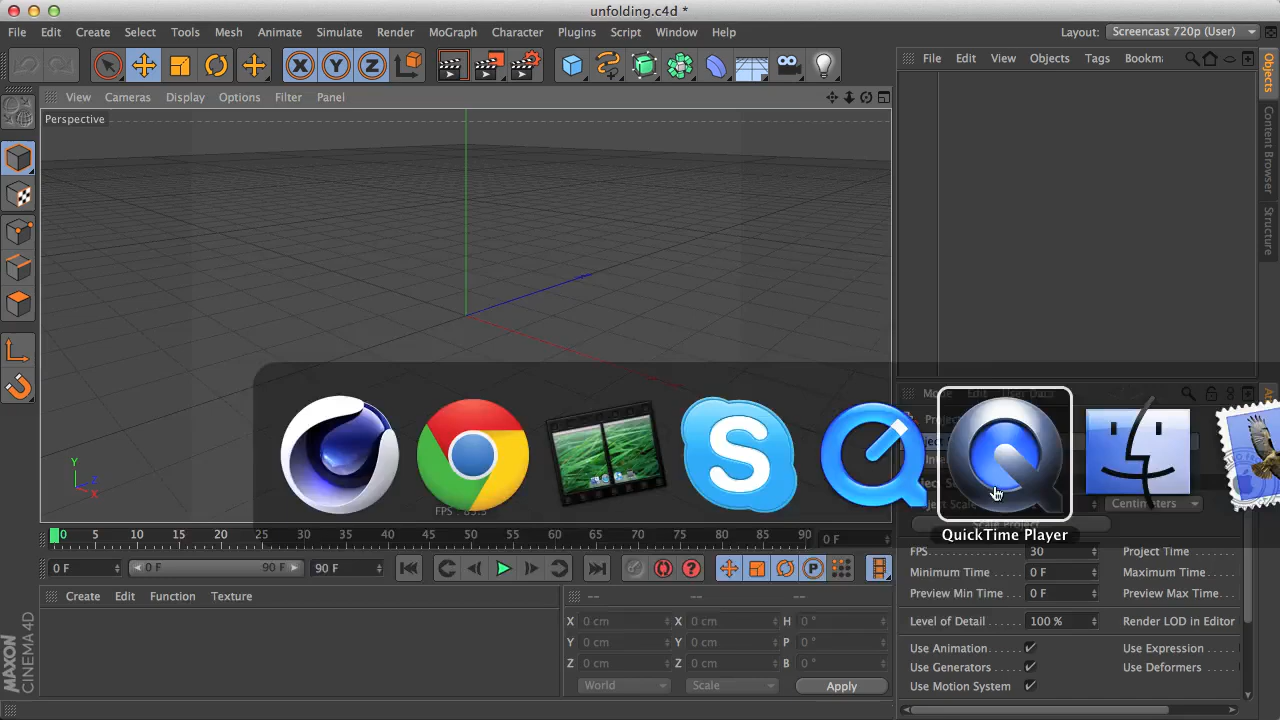 unfolding.c4d *
File Edit Create Select Tools Mesh Animate Simulate Render MoGraph Character Plugins Script Window Help
Layout: Screencast 720p (User)
X Y Z
File Edit View Objects Tags Bookm
View Cameras Display Options Filter Panel
Perspective
Objects
Content Browser
Structure
Y
Z
X
S
Centimeters
QuickTime Player
0 5 10 15 20 25 30 35 40 45 50 55 60 65 70 75 80 85 90 0 F
0 F 0 F 90 F 90 F
P
FPS 30 Project Time
Minimum Time 0 F Maximum Time
Preview Min Time 0 F Preview Max Time
Level of Detail 100 % Render LOD in Editor
Use Animation Use Expression
Use Generators Use Deformers
Use Motion System
Create Edit Function Texture
-- -- --
X 0 cm X 0 cm H 0 °
Y 0 cm Y 0 cm P 0 °
Z 0 cm Z 0 cm B 0 °
World Scale Apply
MAXON
CINEMA 4D